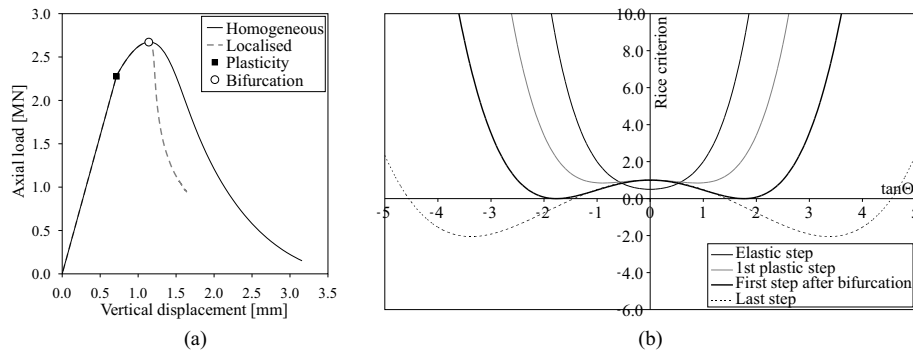 3.0
2.5
2.0
1.5
1.0
0.5
0.0
Axial load [MN]
Homogeneous
Localised
Plasticity
Bifurcation
0.0 0.5 1.0 1.5 2.0 2.5 3.0 3.5
Vertical displacement [mm]
(a)
10.0
8.0
6.0
4.0
2.0
0.0
-2.0
-4.0
-6.0
Rice criterion
tanΘ
-5 -4 -3 -2 -1 0 1 2 3 4 5
Elastic step
1st plastic step
First step after bifurcation
Last step
(b)